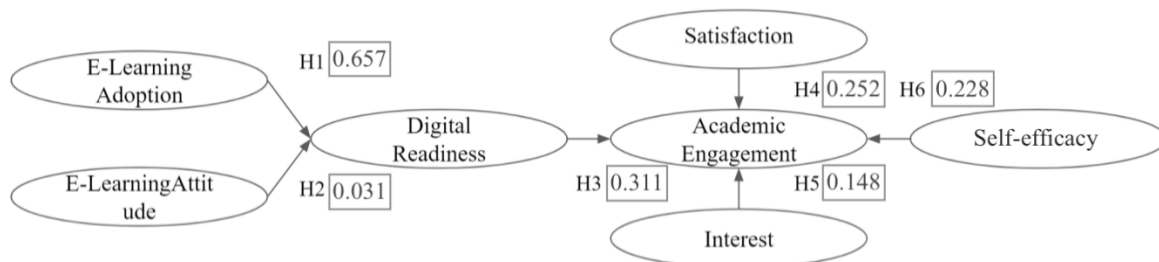 Satisfaction
E-Learning
Adoption
H1 0.657
H4 0.252 H6 0.228
Digital
Readiness
Academic
Engagement
Self-efficacy
E-LearningAttit
ude
H2 0.031
H3 0.311
H5 0.148
Interest